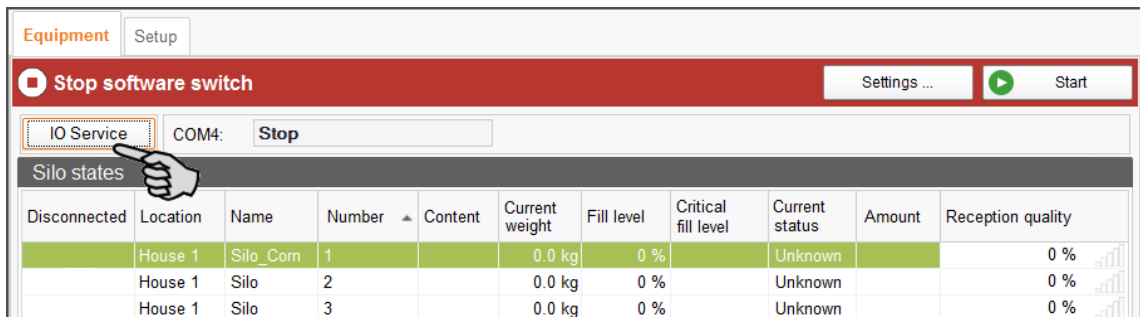 Equipment Setup
Stop software switch Settings ... Start
IO Service COM4: Stop
Silo states
Disconnected Location Name Number Content Current weight Fill level Critical fill level Current status Amount Reception quality
House 1 Silo_Corn 1 0.0 kg 0 % Unknown 0 %
House 1 Silo 2 0.0 kg 0 % Unknown 0 %
House 1 Silo 3 0.0 kg 0 % Unknown 0 %